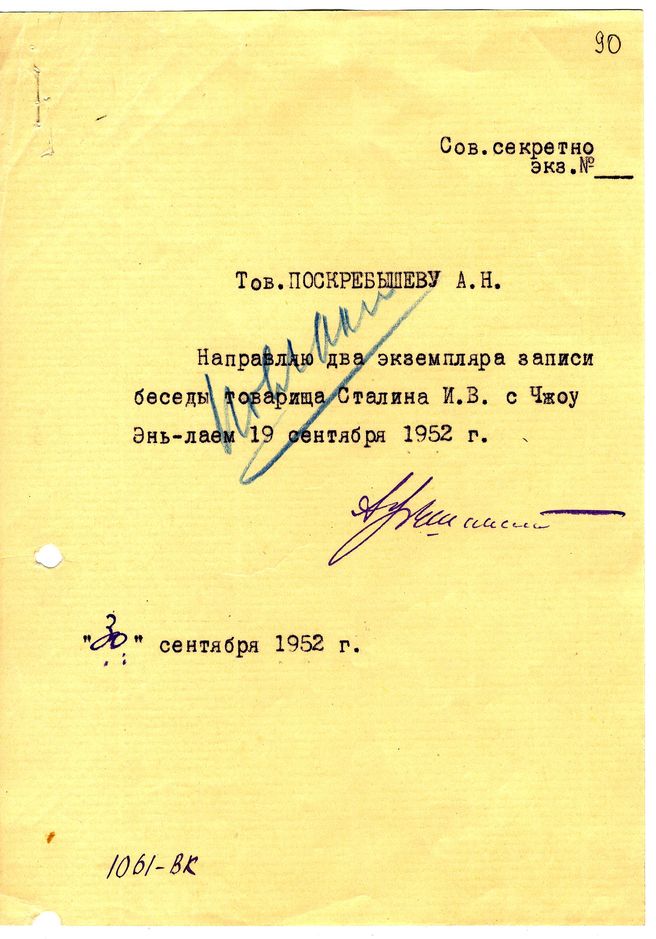 90
Сов.секретно
экз.№___
Тов.ПОСКРЕБЫШЕВУ А.Н.
Направляю два экземпляра записи
беседы товарища Сталина И.В. с Чжоу
Энь-лаем 19 сентября 1952 г.
"30" сентября 1952 г.
1061-ВК